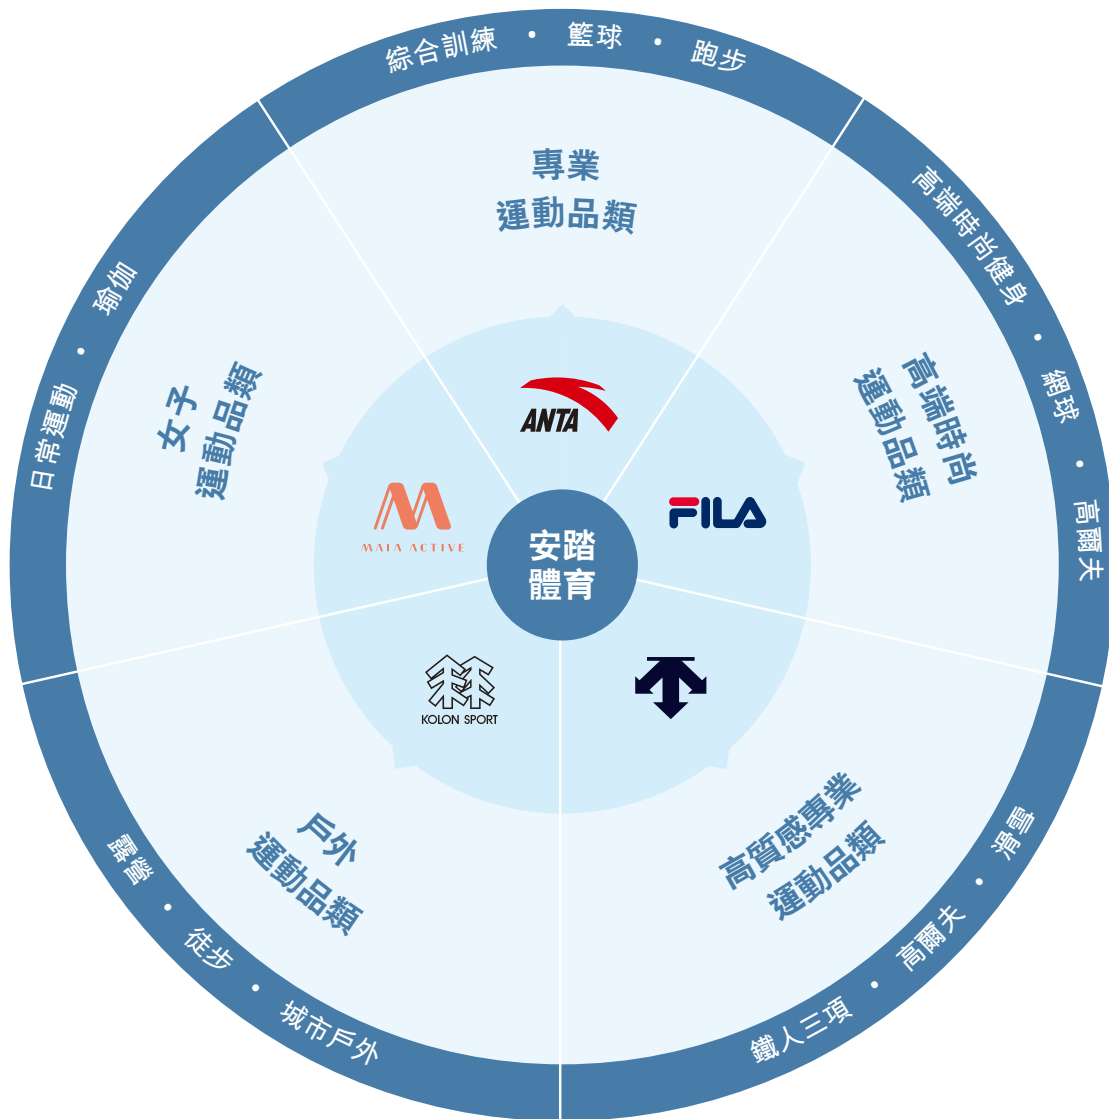 綜合訓練 • 籃球 • 跑步
專業
運動品類
高端時尚健身 • 網球 • 高爾夫
高端時尚
運動品類
日常運動 • 瑜伽
女子
運動品類
ANTA
FILA
MAIA ACTIVE
安踏
體育
KOLON SPORT
戶外
運動品類
露營 • 徒步 • 城市戶外
高質感專業
運動品類
鐵人三項 • 高爾夫 • 滑雪